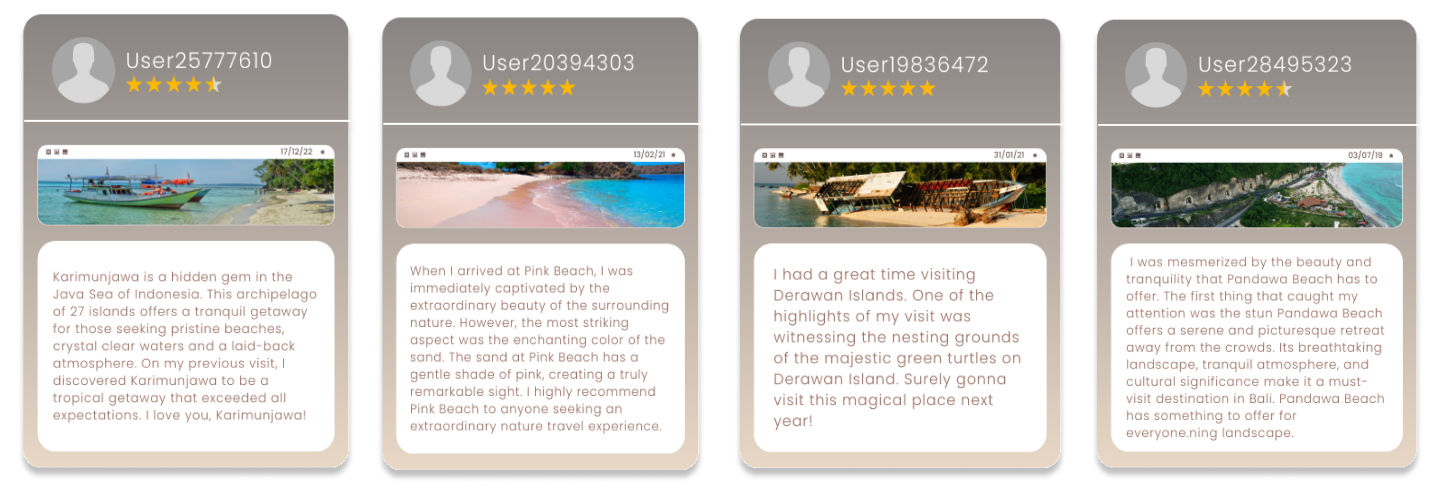 User25777610
17/12/22
Karimunjawa is a hidden gem in the
Java Sea of Indonesia. This archipelago
of 27 islands offers a tranquil getaway
for those seeking pristine beaches,
crystal clear waters and a laid-back
atmosphere. On my previous visit, I
discovered Karimunjawa to be a
tropical getaway that exceeded all
expectations. I love you, Karimunjawa!
User20394303
13/02/21
When I arrived at Pink Beach, I was
immediately captivated by the
extraordinary beauty of the surrounding
nature. However, the most striking
aspect was the enchanting color of the
sand. The sand at Pink Beach has a
gentle shade of pink, creating a truly
remarkable sight. I highly recommend
Pink Beach to anyone seeking an
extraordinary nature travel experience.
User19836472
31/01/21
I had a great time visiting
Derawan Islands. One of the
highlights of my visit was
witnessing the nesting grounds
of the majestic green turtles on
Derawan Island. Surely gonna
visit this magical place next
year!
User28495323
03/07/19
I was mesmerized by the beauty and
tranquility that Pandawa Beach has to
offer. The first thing that caught my
attention was the stun Pandawa Beach
offers a serene and picturesque retreat
away from the crowds. Its breathtaking
landscape, tranquil atmosphere, and
cultural significance make it a must-
visit destination in Bali. Pandawa Beach
has something to offer for
everyone.ning landscape.